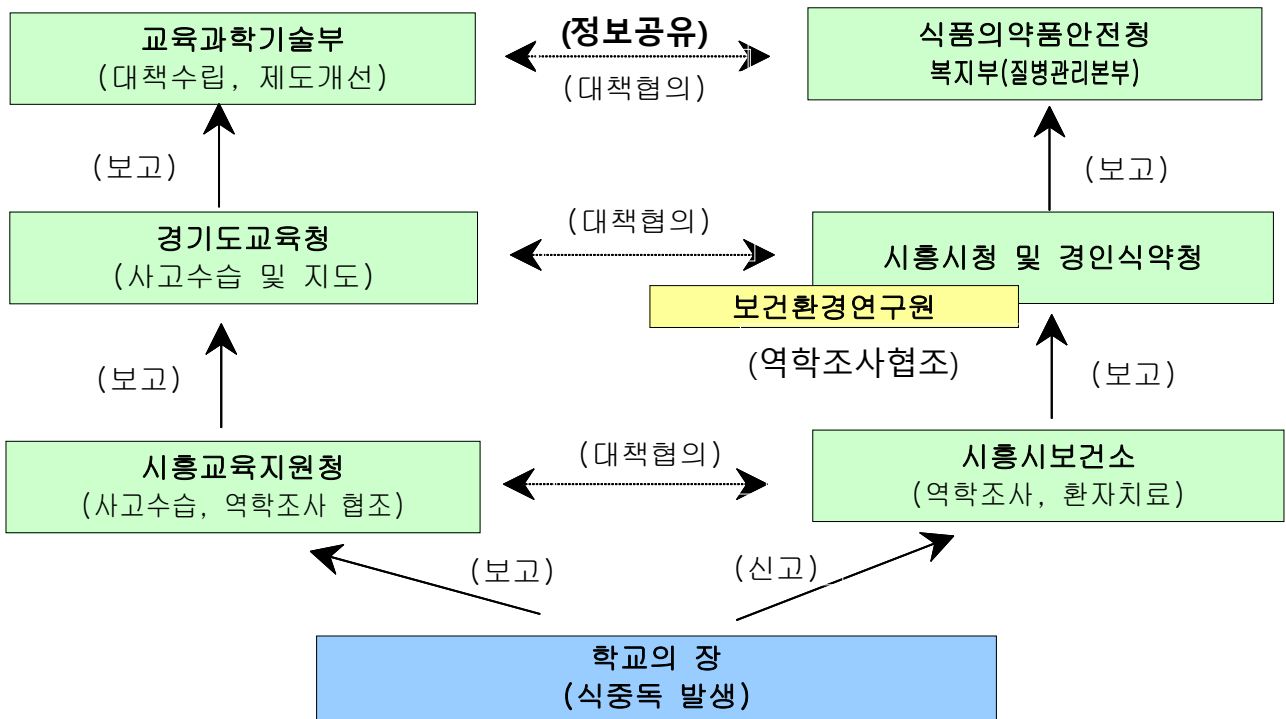 교육과학기술부
(대책수립, 제도개선)
(정보공유)
(대책협의)
식품의약품안전청
복지부(질병관리본부)
(보고)
(보고)
경기도교육청
(사고수습 및 지도)
(대책협의)
시흥시청 및 경인식약청
보건환경연구원
(역학조사협조)
(보고)
(보고)
시흥교육지원청
(사고수습, 역학조사 협조)
(대책협의)
시흥시보건소
(역학조사, 환자치료)
(보고)
(신고)
학교의 장
(식중독 발생)